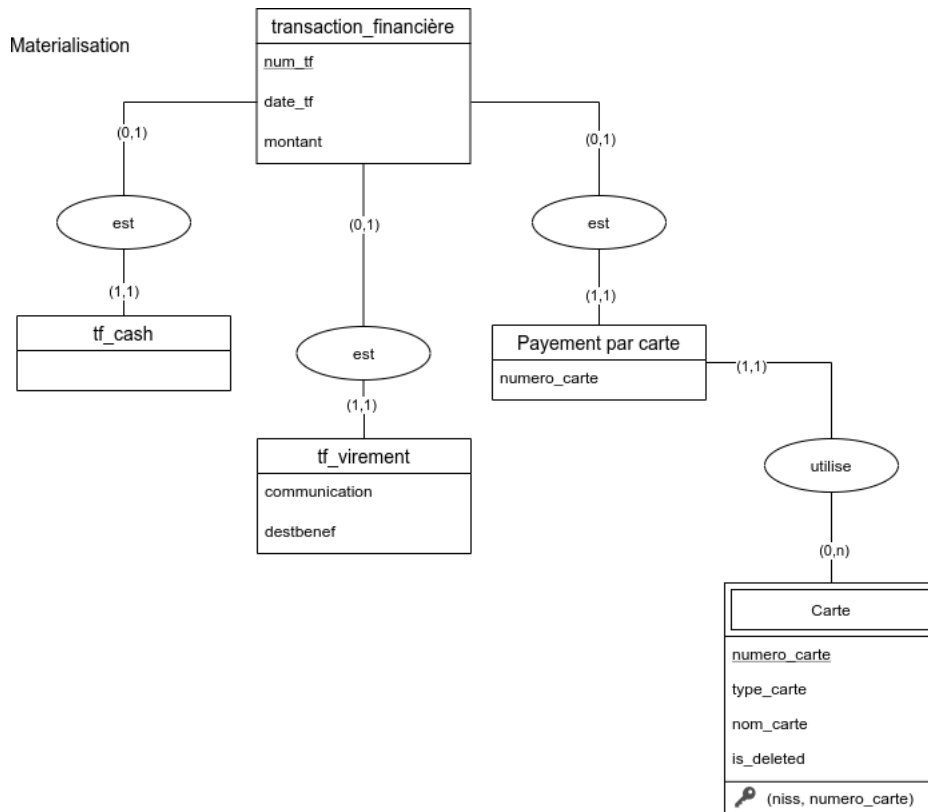 transaction_financière
Materialisation
num_tf
date_tf
montant
(0,1)
(0,1)
(0,1)
est
est
(1,1)
(1,1)
tf_cash
Payement par carte
numero_carte
est
(1,1)
(1,1)
tf_virement
communication
destbenef
utilise
(0,n)
Carte
numero_carte
type_carte
nom_carte
is_deleted
(niss, numero_carte)